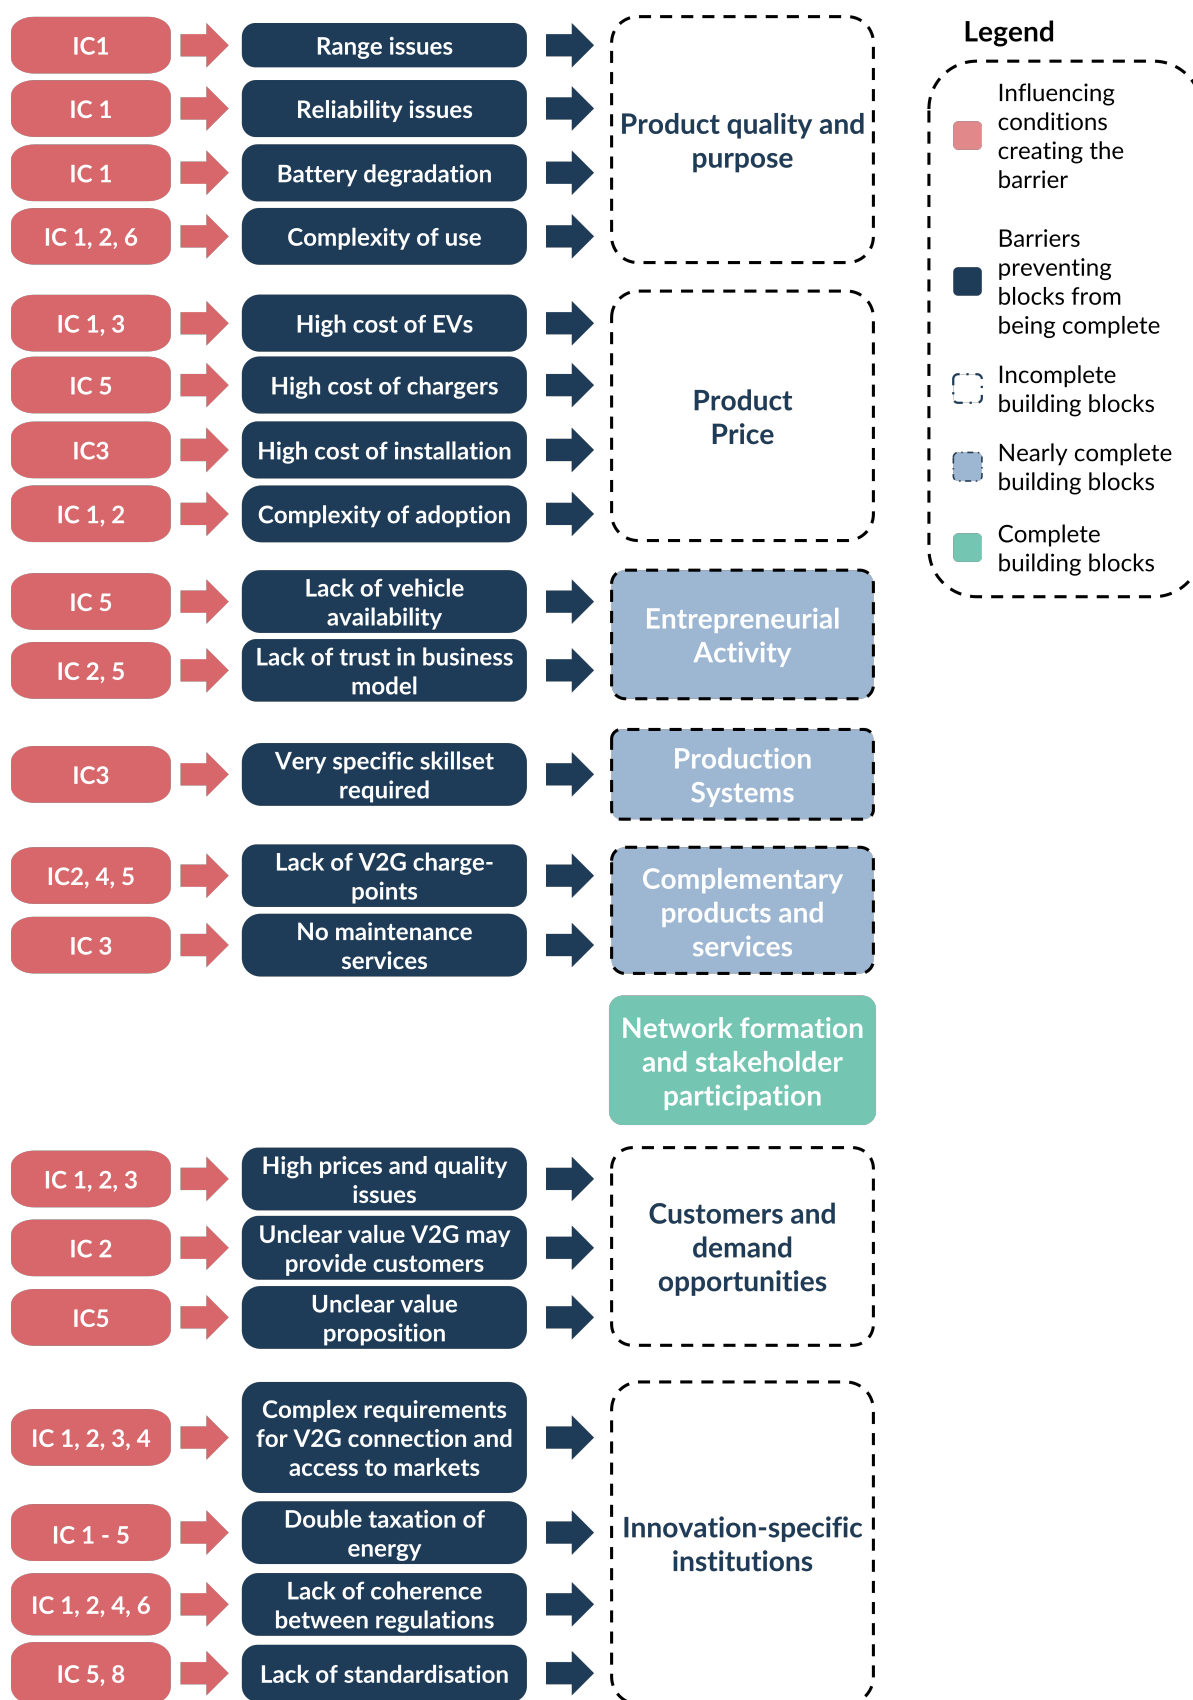 IC1
Range issues
IC 1
Reliability issues
IC 1
Battery degradation
IC 1, 2, 6
Complexity of use
Product quality and
purpose
IC 1, 3
High cost of EVs
IC 5
High cost of chargers
IC3
High cost of installation
IC 1, 2
Complexity of adoption
Product
Price
IC 5
Lack of vehicle
availability
IC 2, 5
Lack of trust in business
model
Entrepreneurial
Activity
IC3
Very specific skillset
required
Production
Systems
IC2, 4, 5
Lack of V2G charge-
points
IC 3
No maintenance
services
Complementary
products and
services
Network formation
and stakeholder
participation
IC 1, 2, 3
High prices and quality
issues
IC 2
Unclear value V2G may
provide customers
IC5
Unclear value
proposition
Customers and
demand
opportunities
IC 1, 2, 3, 4
Complex requirements
for V2G connection and
access to markets
IC 1 - 5
Double taxation of
energy
IC 1, 2, 4, 6
Lack of coherence
between regulations
IC 5, 8
Lack of standardisation
Innovation-specific
institutions
Legend
Influencing
conditions
creating the
barrier
Barriers
preventing
blocks from
being complete
Incomplete
building blocks
Nearly complete
building blocks
Complete
building blocks